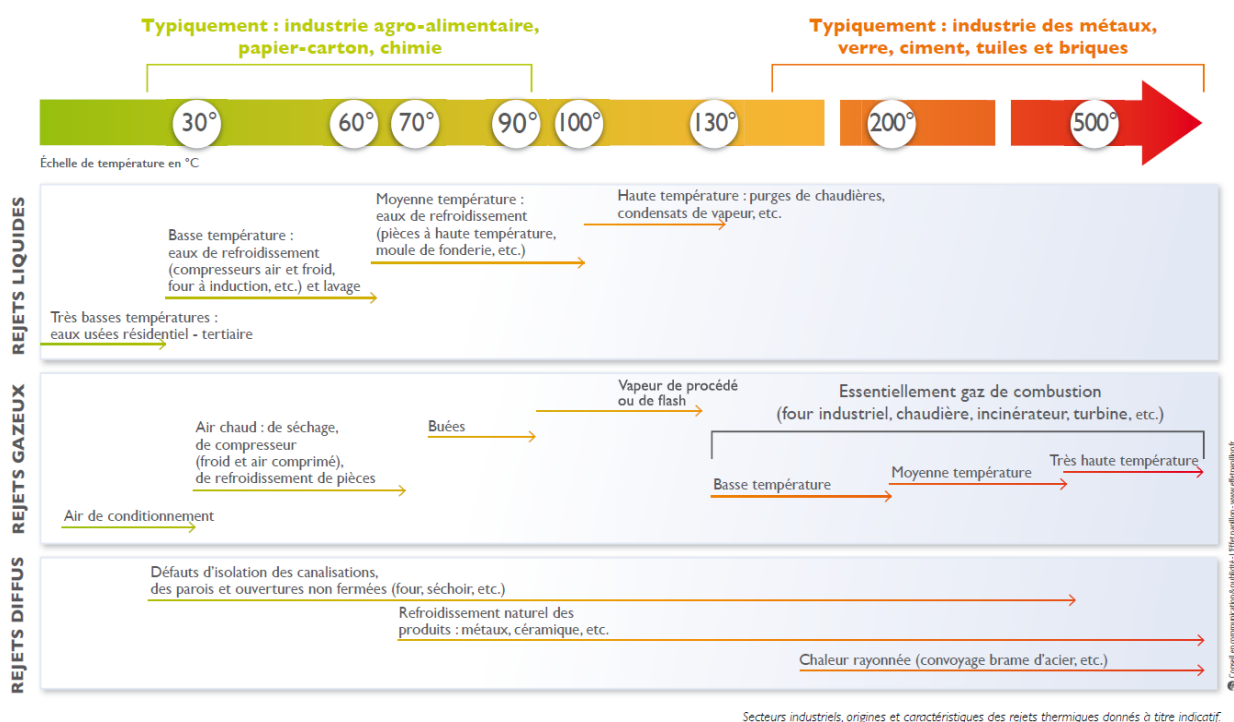 Typiquement : industrie agro-alimentaire,
papier-carton, chimie
Typiquement : industrie des métaux,
verre, ciment, tuiles et briques
30°
60°
70°
90°
100°
130°
200°
500°
Échelle de température en °C
REJETS LIQUIDES
Très basses températures :
eaux usées résidentiel - tertiaire
Basse température :
eaux de refroidissement
(compresseurs air et froid,
four à induction, etc.) et lavage
Moyenne température :
eaux de refroidissement
(pièces à haute température,
moule de fonderie, etc.)
Haute température : purges de chaudières,
condensats de vapeur, etc.
REJETS GAZEUX
Air de conditionnement
Air chaud : de séchage,
de compresseur
(froid et air comprimé),
de refroidissement de pièces
Buées
Vapeur de procédé
ou de flash
Essentiellement gaz de combustion
(four industriel, chaudière, incinérateur, turbine, etc.)
Basse température
Moyenne température
Très haute température
REJETS DIFFUS
Défauts d'isolation des canalisations,
des parois et ouvertures non fermées (four, séchoir, etc.)
Refroidissement naturel des
produits : métaux, céramique, etc.
Chaleur rayonnée (convoyage brame d'acier, etc.)
Conseil en communication & publicité
Secteurs industriels, origines et caractéristiques des rejets thermiques donnés à titre indicatif.